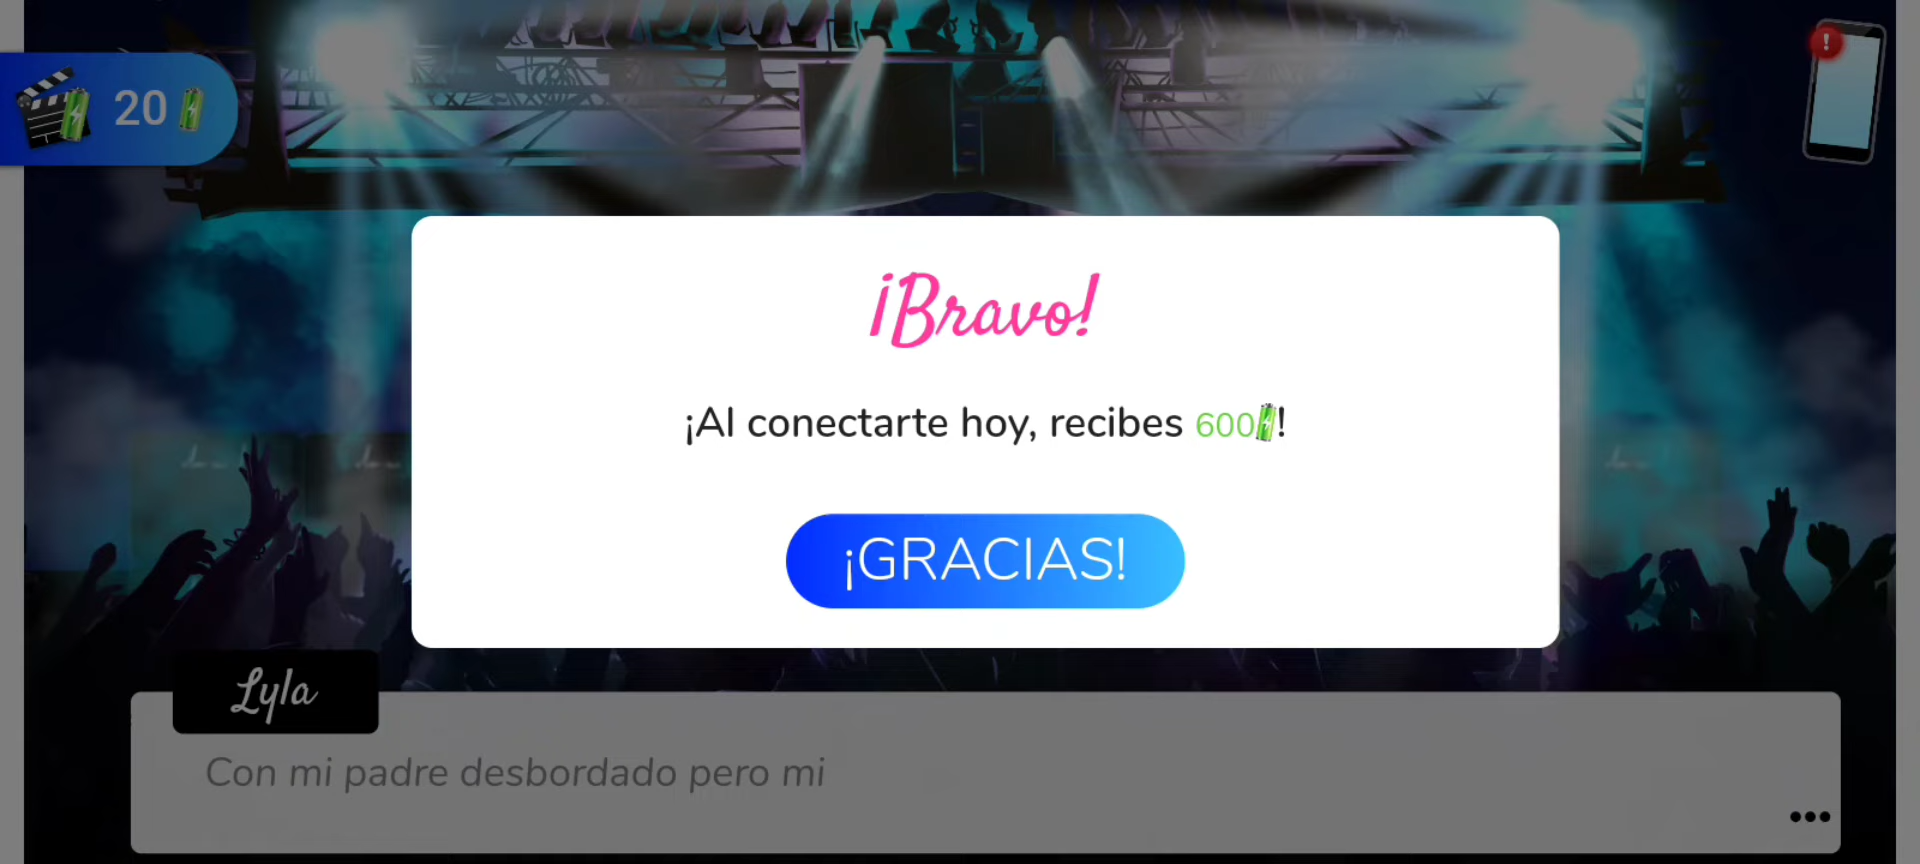 20
!
¡Bravo!
¡Al conectarte hoy, recibes 600!
¡GRACIAS!
Lyla
Con mi padre desbordado pero mi
•••